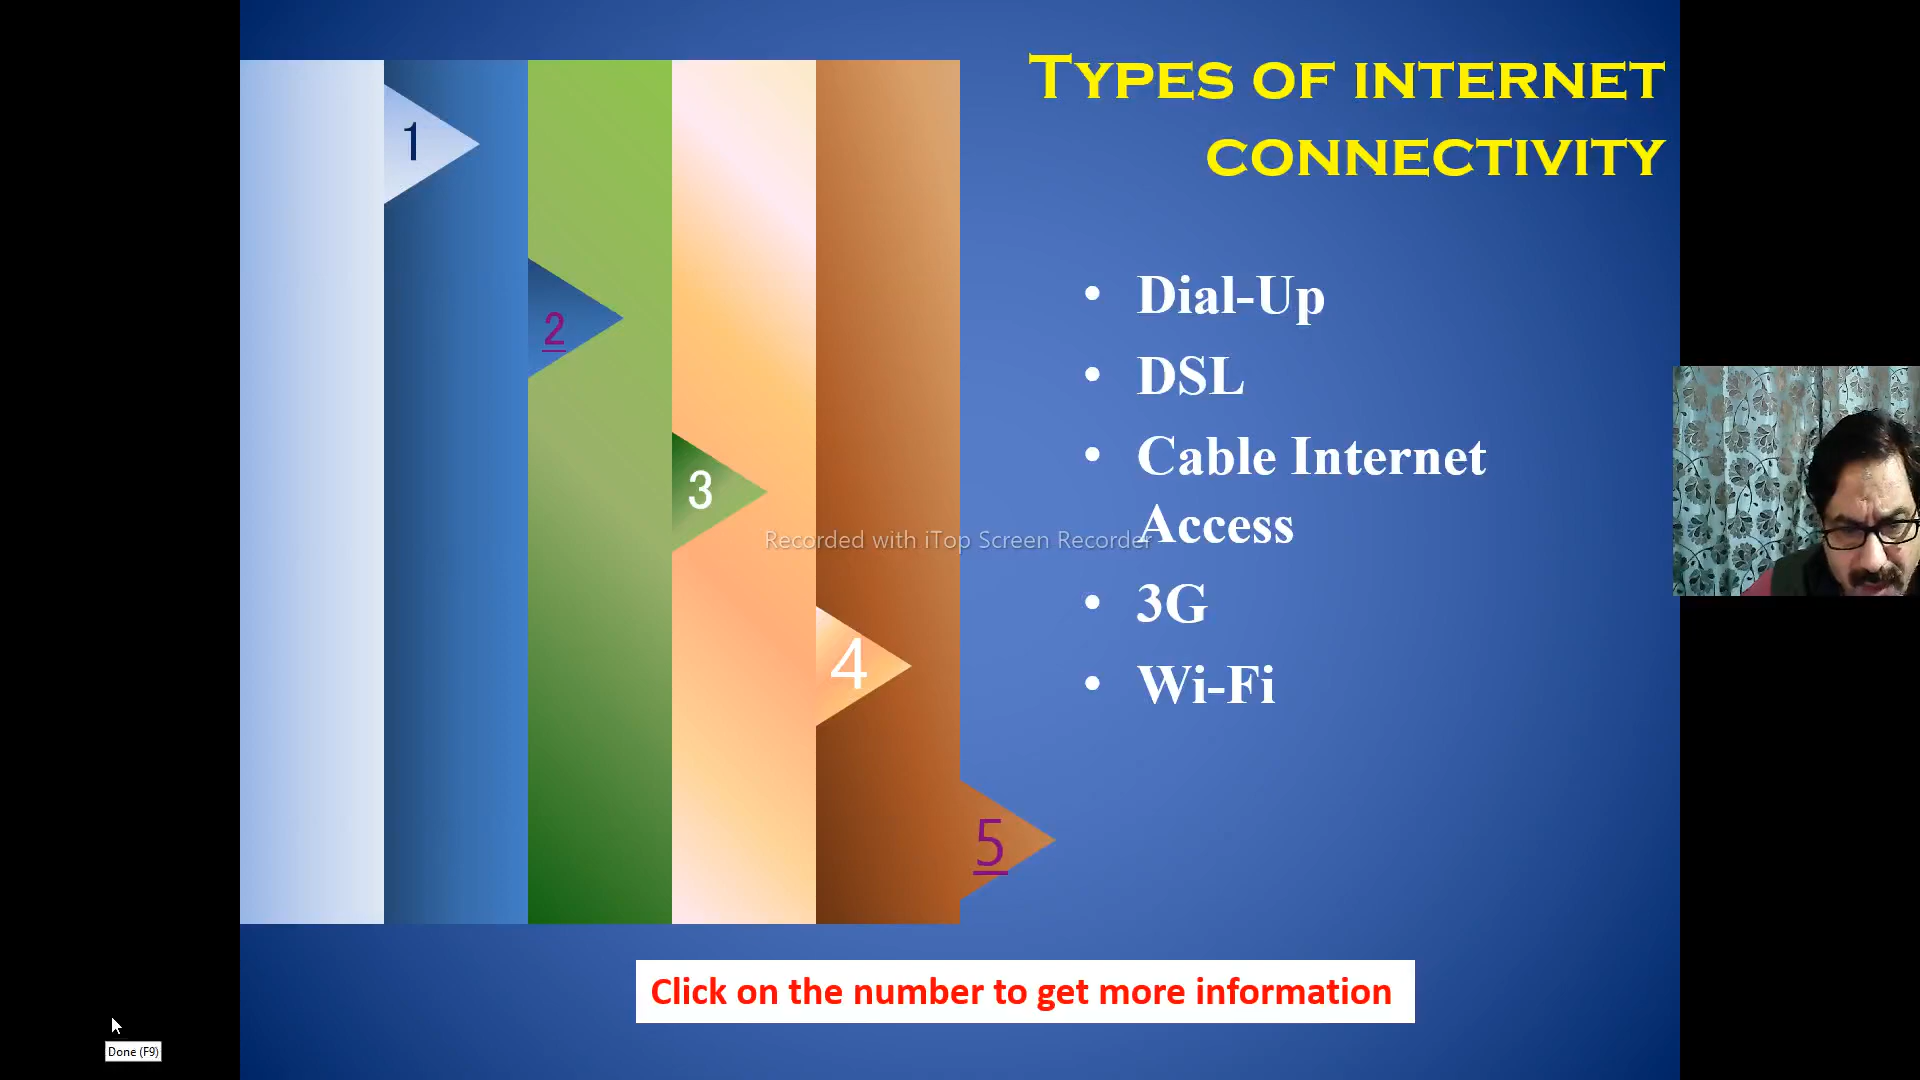 Types of internet
connectivity
1
2
3
4
5
• Dial-Up
• DSL
• Cable Internet
Access
• 3G
• Wi-Fi
Recorded with iTop Screen Recorder
Click on the number to get more information
Done (F9)